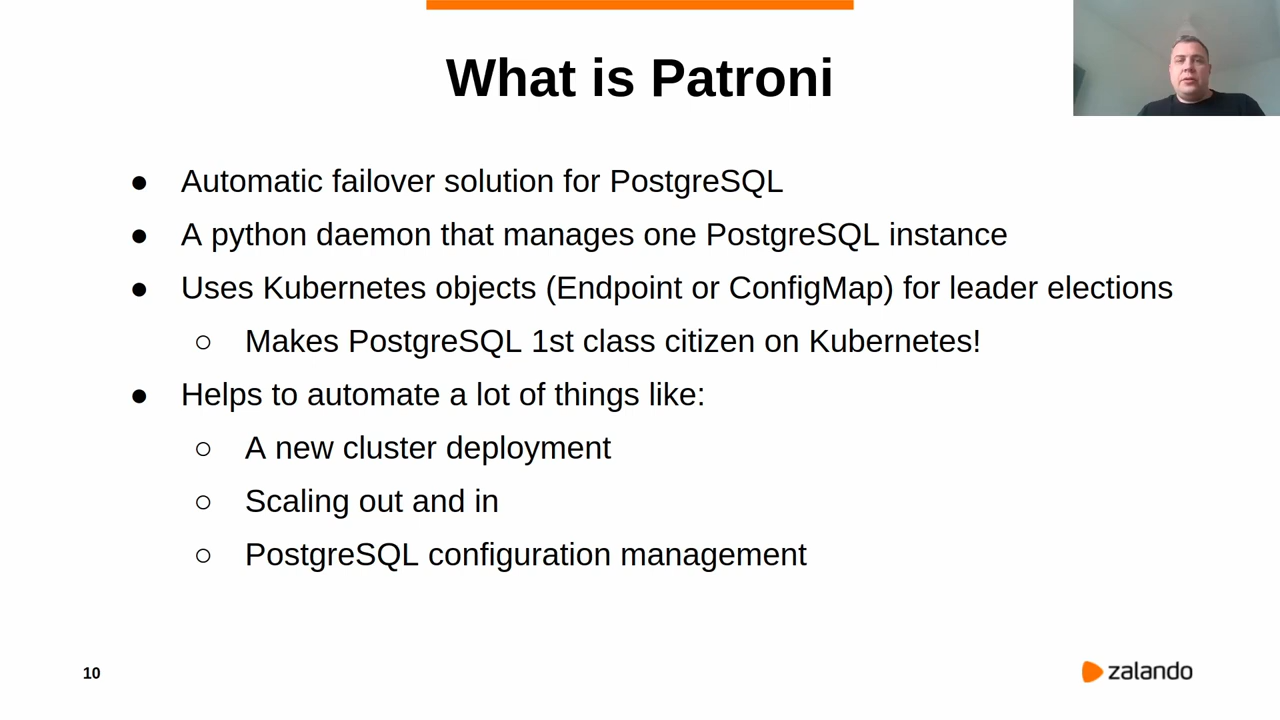 What is Patroni
● Automatic failover solution for PostgreSQL
● A python daemon that manages one PostgreSQL instance
● Uses Kubernetes objects (Endpoint or ConfigMap) for leader elections
○ Makes PostgreSQL 1st class citizen on Kubernetes!
● Helps to automate a lot of things like:
○ A new cluster deployment
○ Scaling out and in
○ PostgreSQL configuration management
10
zalando